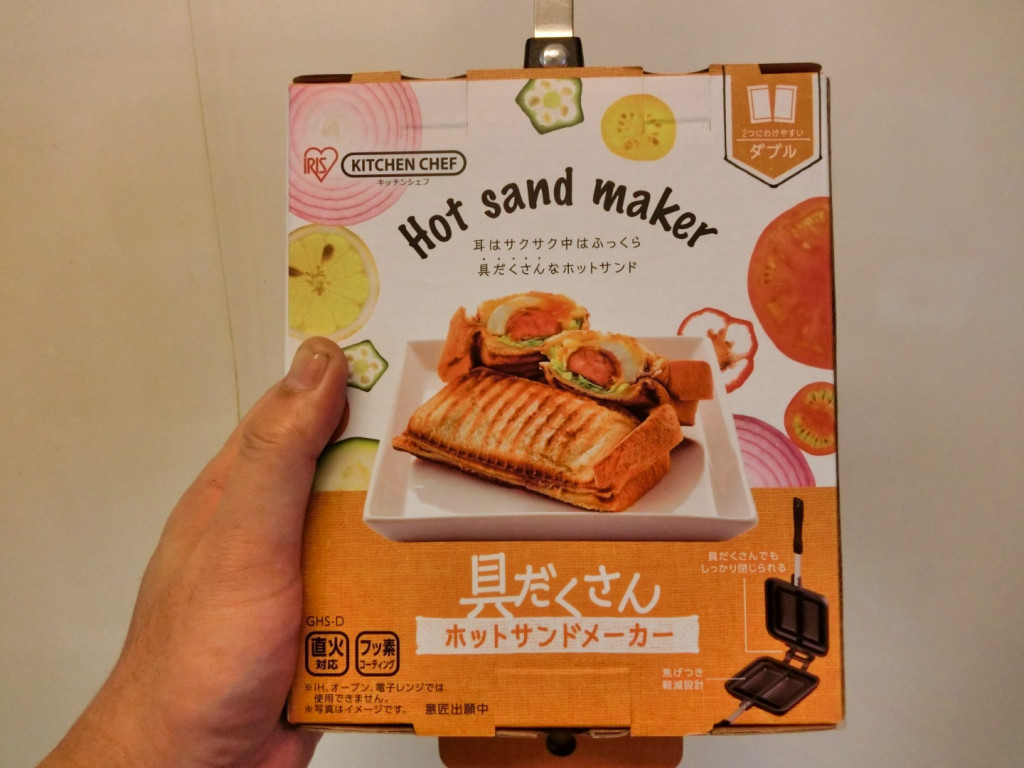 2つにわけやすい
ダブル
IRIS
KITCHEN CHEF
キッチンシェフ
Hot sand maker
耳はサクサク中はふっくら
具だくさんなホットサンド
具だくさんでも
しっかり閉じられる
具だくさん
ホットサンドメーカー
GHS-D
直火
対応
フッ素
コーティング
焦げつき
軽減設計
※IH、オーブン、電子レンジでは
使用できません。
※写真はイメージです。 意匠出願中